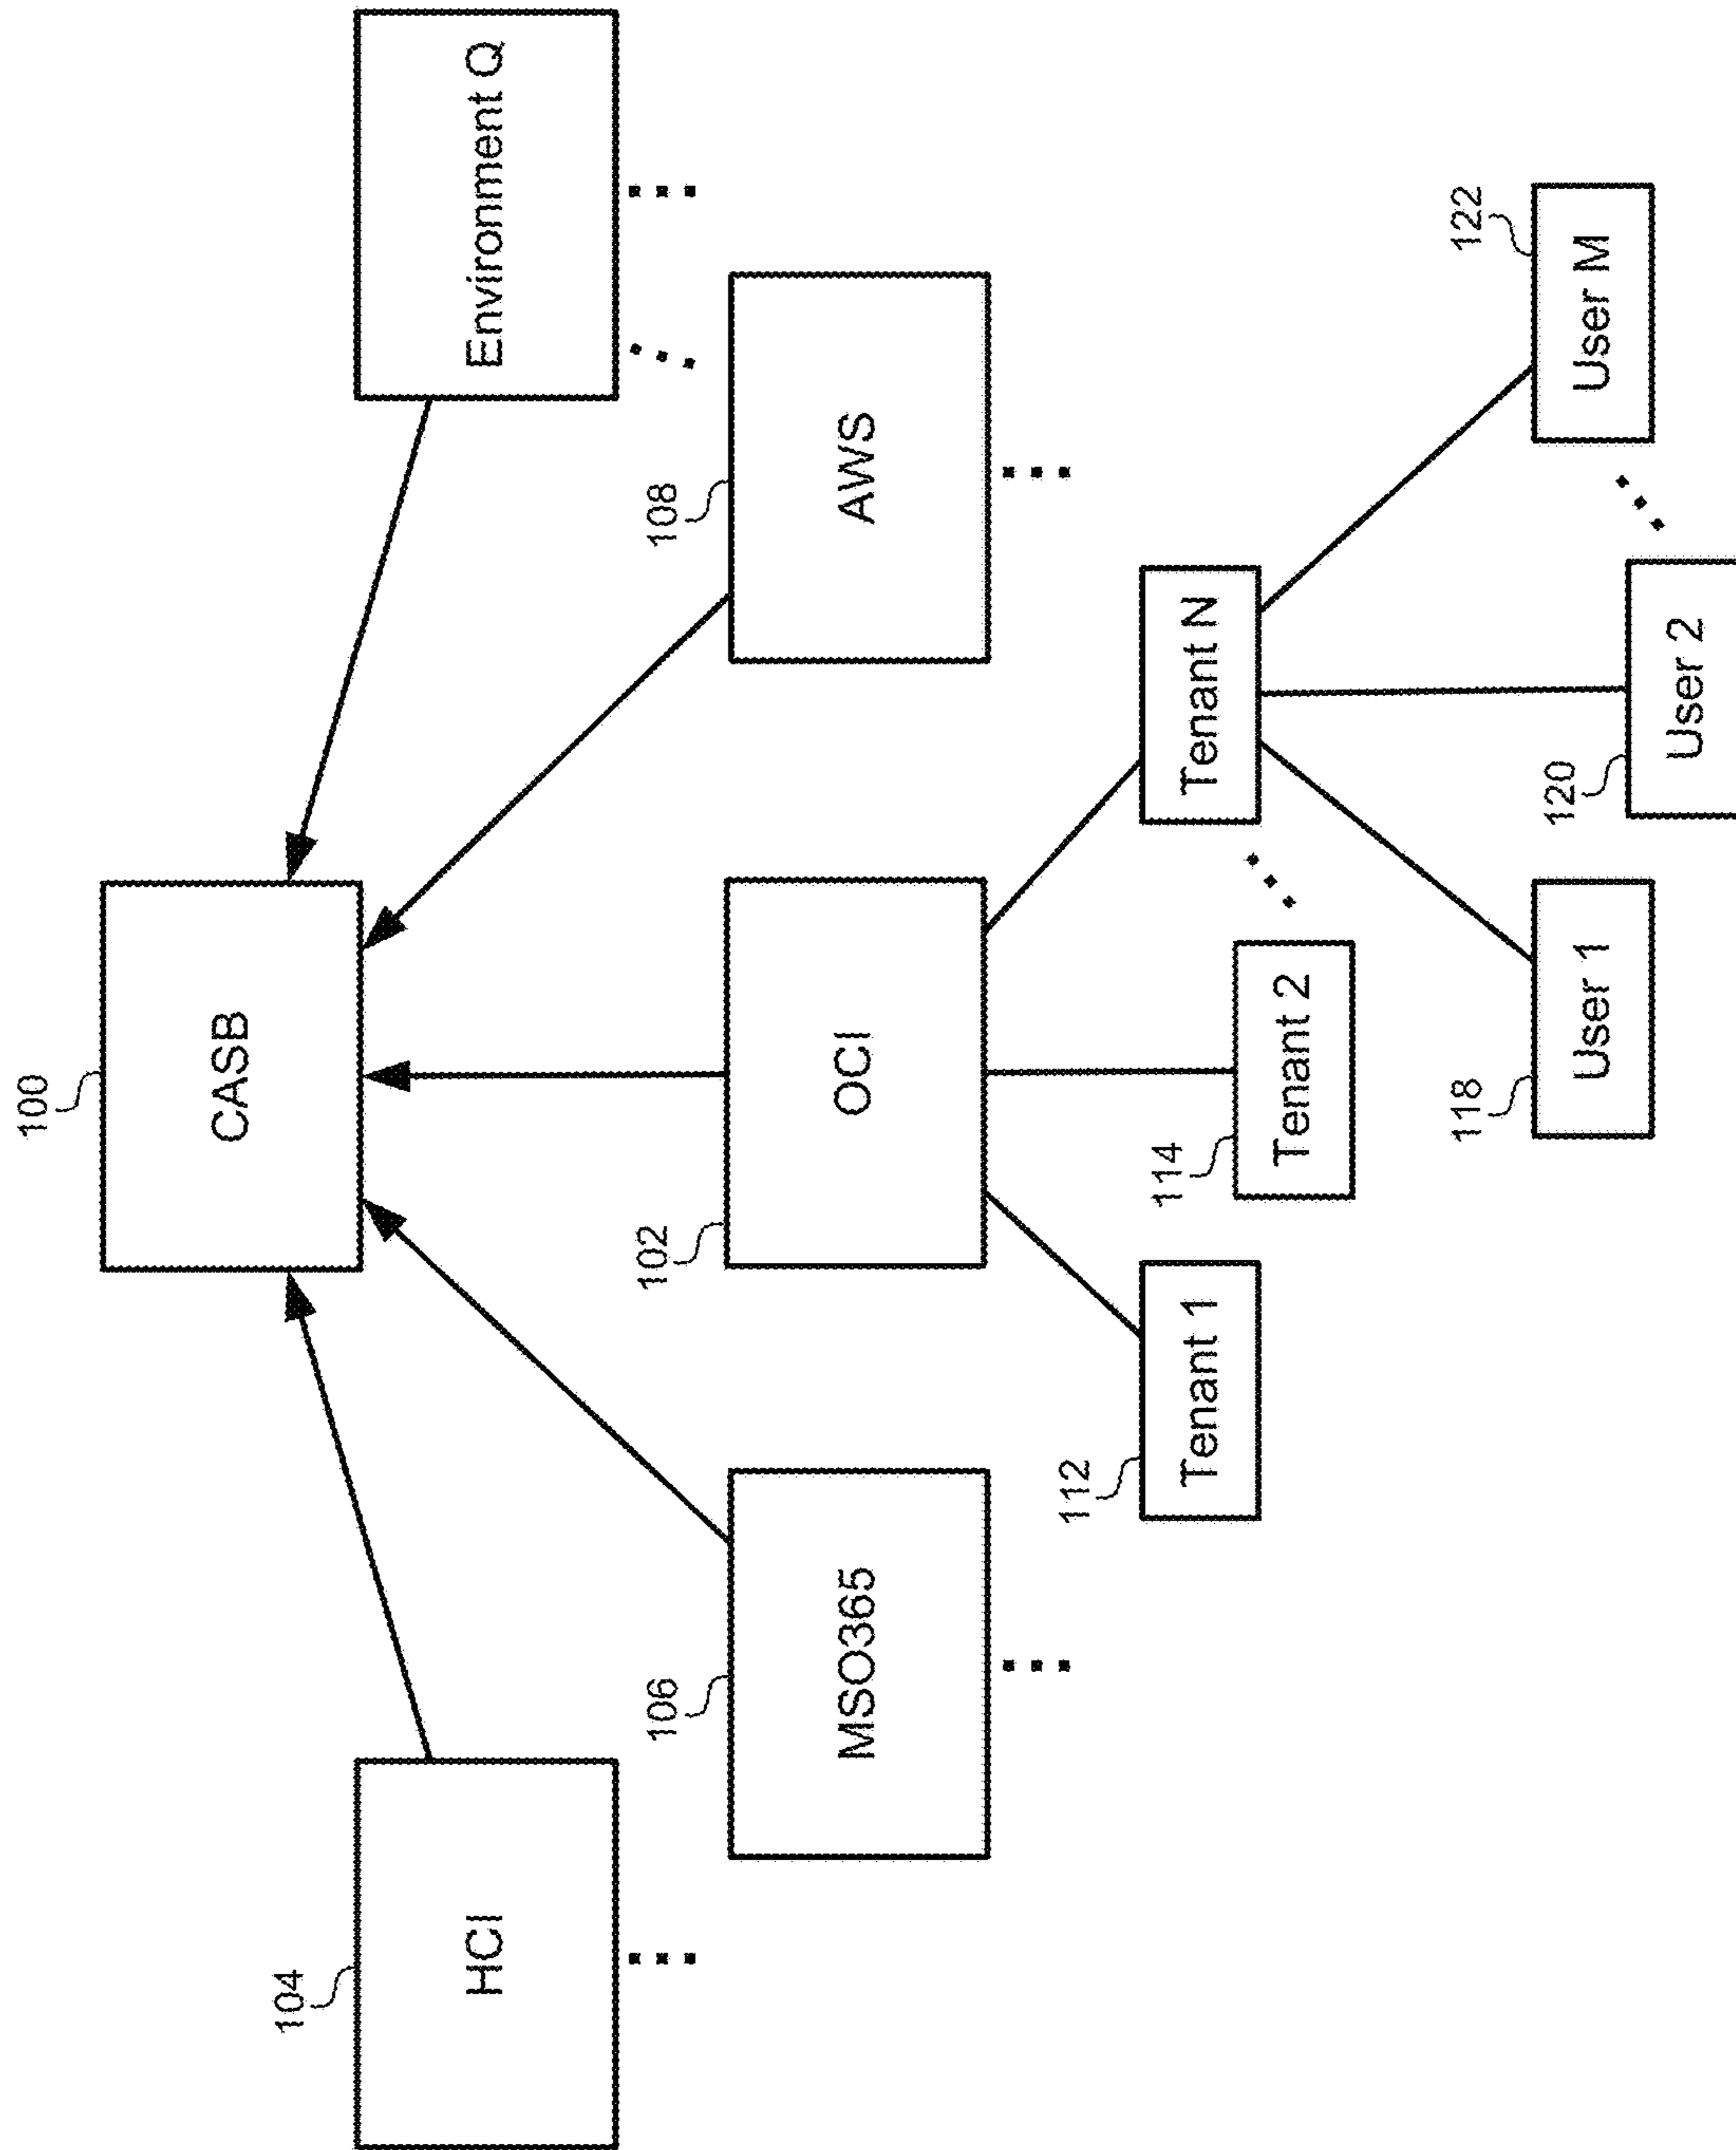 100
CASB
104
HCI
Environment Q
106
MSO365
102
OCI
108
AWS
112
Tenant 1
114
Tenant 2
Tenant N
118
User 1
120
User 2
122
User M